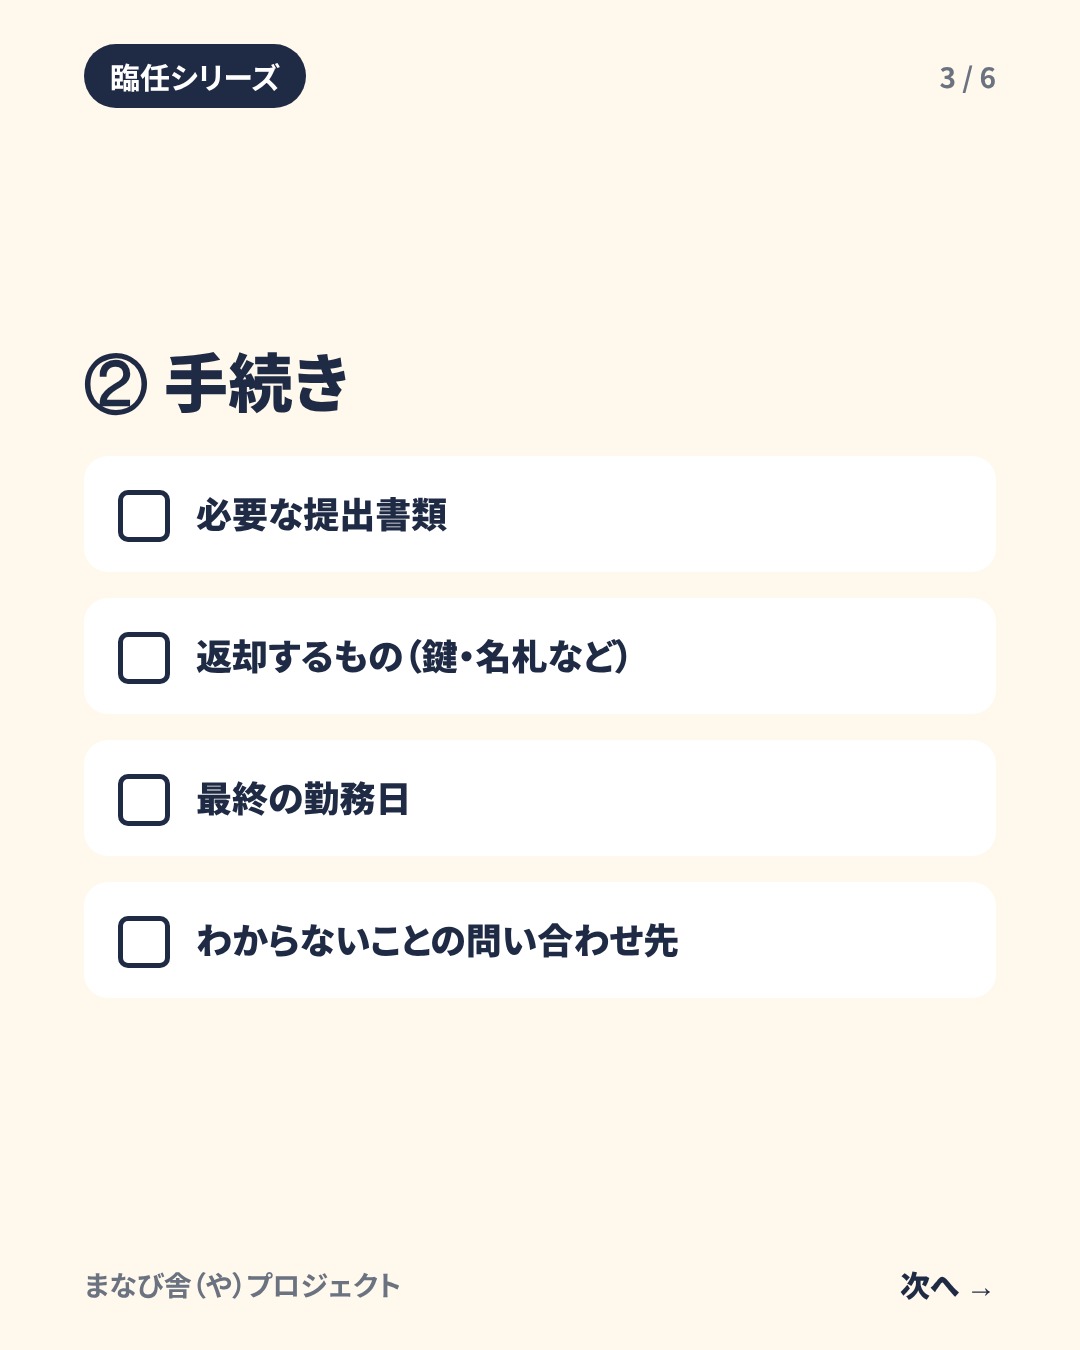 臨任シリーズ
3 / 6
② 手続き
必要な提出書類
返却するもの（鍵・名札など）
最終の勤務日
わからないことの問い合わせ先
まなび舎（や）プロジェクト
次へ →